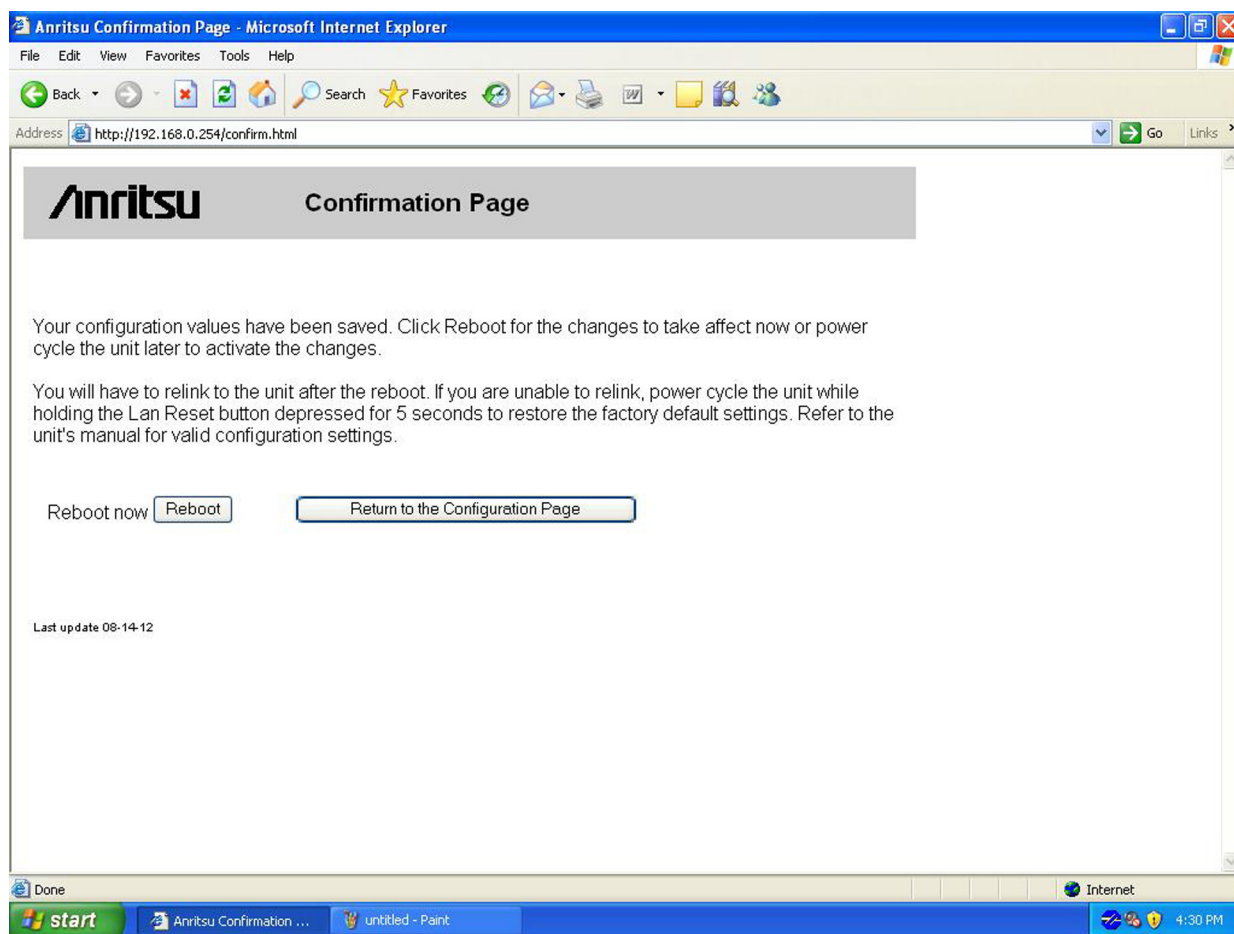 Anritsu Confirmation Page - Microsoft Internet Explorer
File Edit View Favorites Tools Help
Back Search Favorites
Address http://192.168.0.254/confirm.html Go Links
Anritsu Confirmation Page
Your configuration values have been saved. Click Reboot for the changes to take affect now or power
cycle the unit later to activate the changes.
You will have to relink to the unit after the reboot. If you are unable to relink, power cycle the unit while
holding the Lan Reset button depressed for 5 seconds to restore the factory default settings. Refer to the
unit's manual for valid configuration settings.
Reboot now Reboot Return to the Configuration Page
Last update 08-14-12
Done Internet
start Anritsu Confirmation ... untitled - Paint 4:30 PM